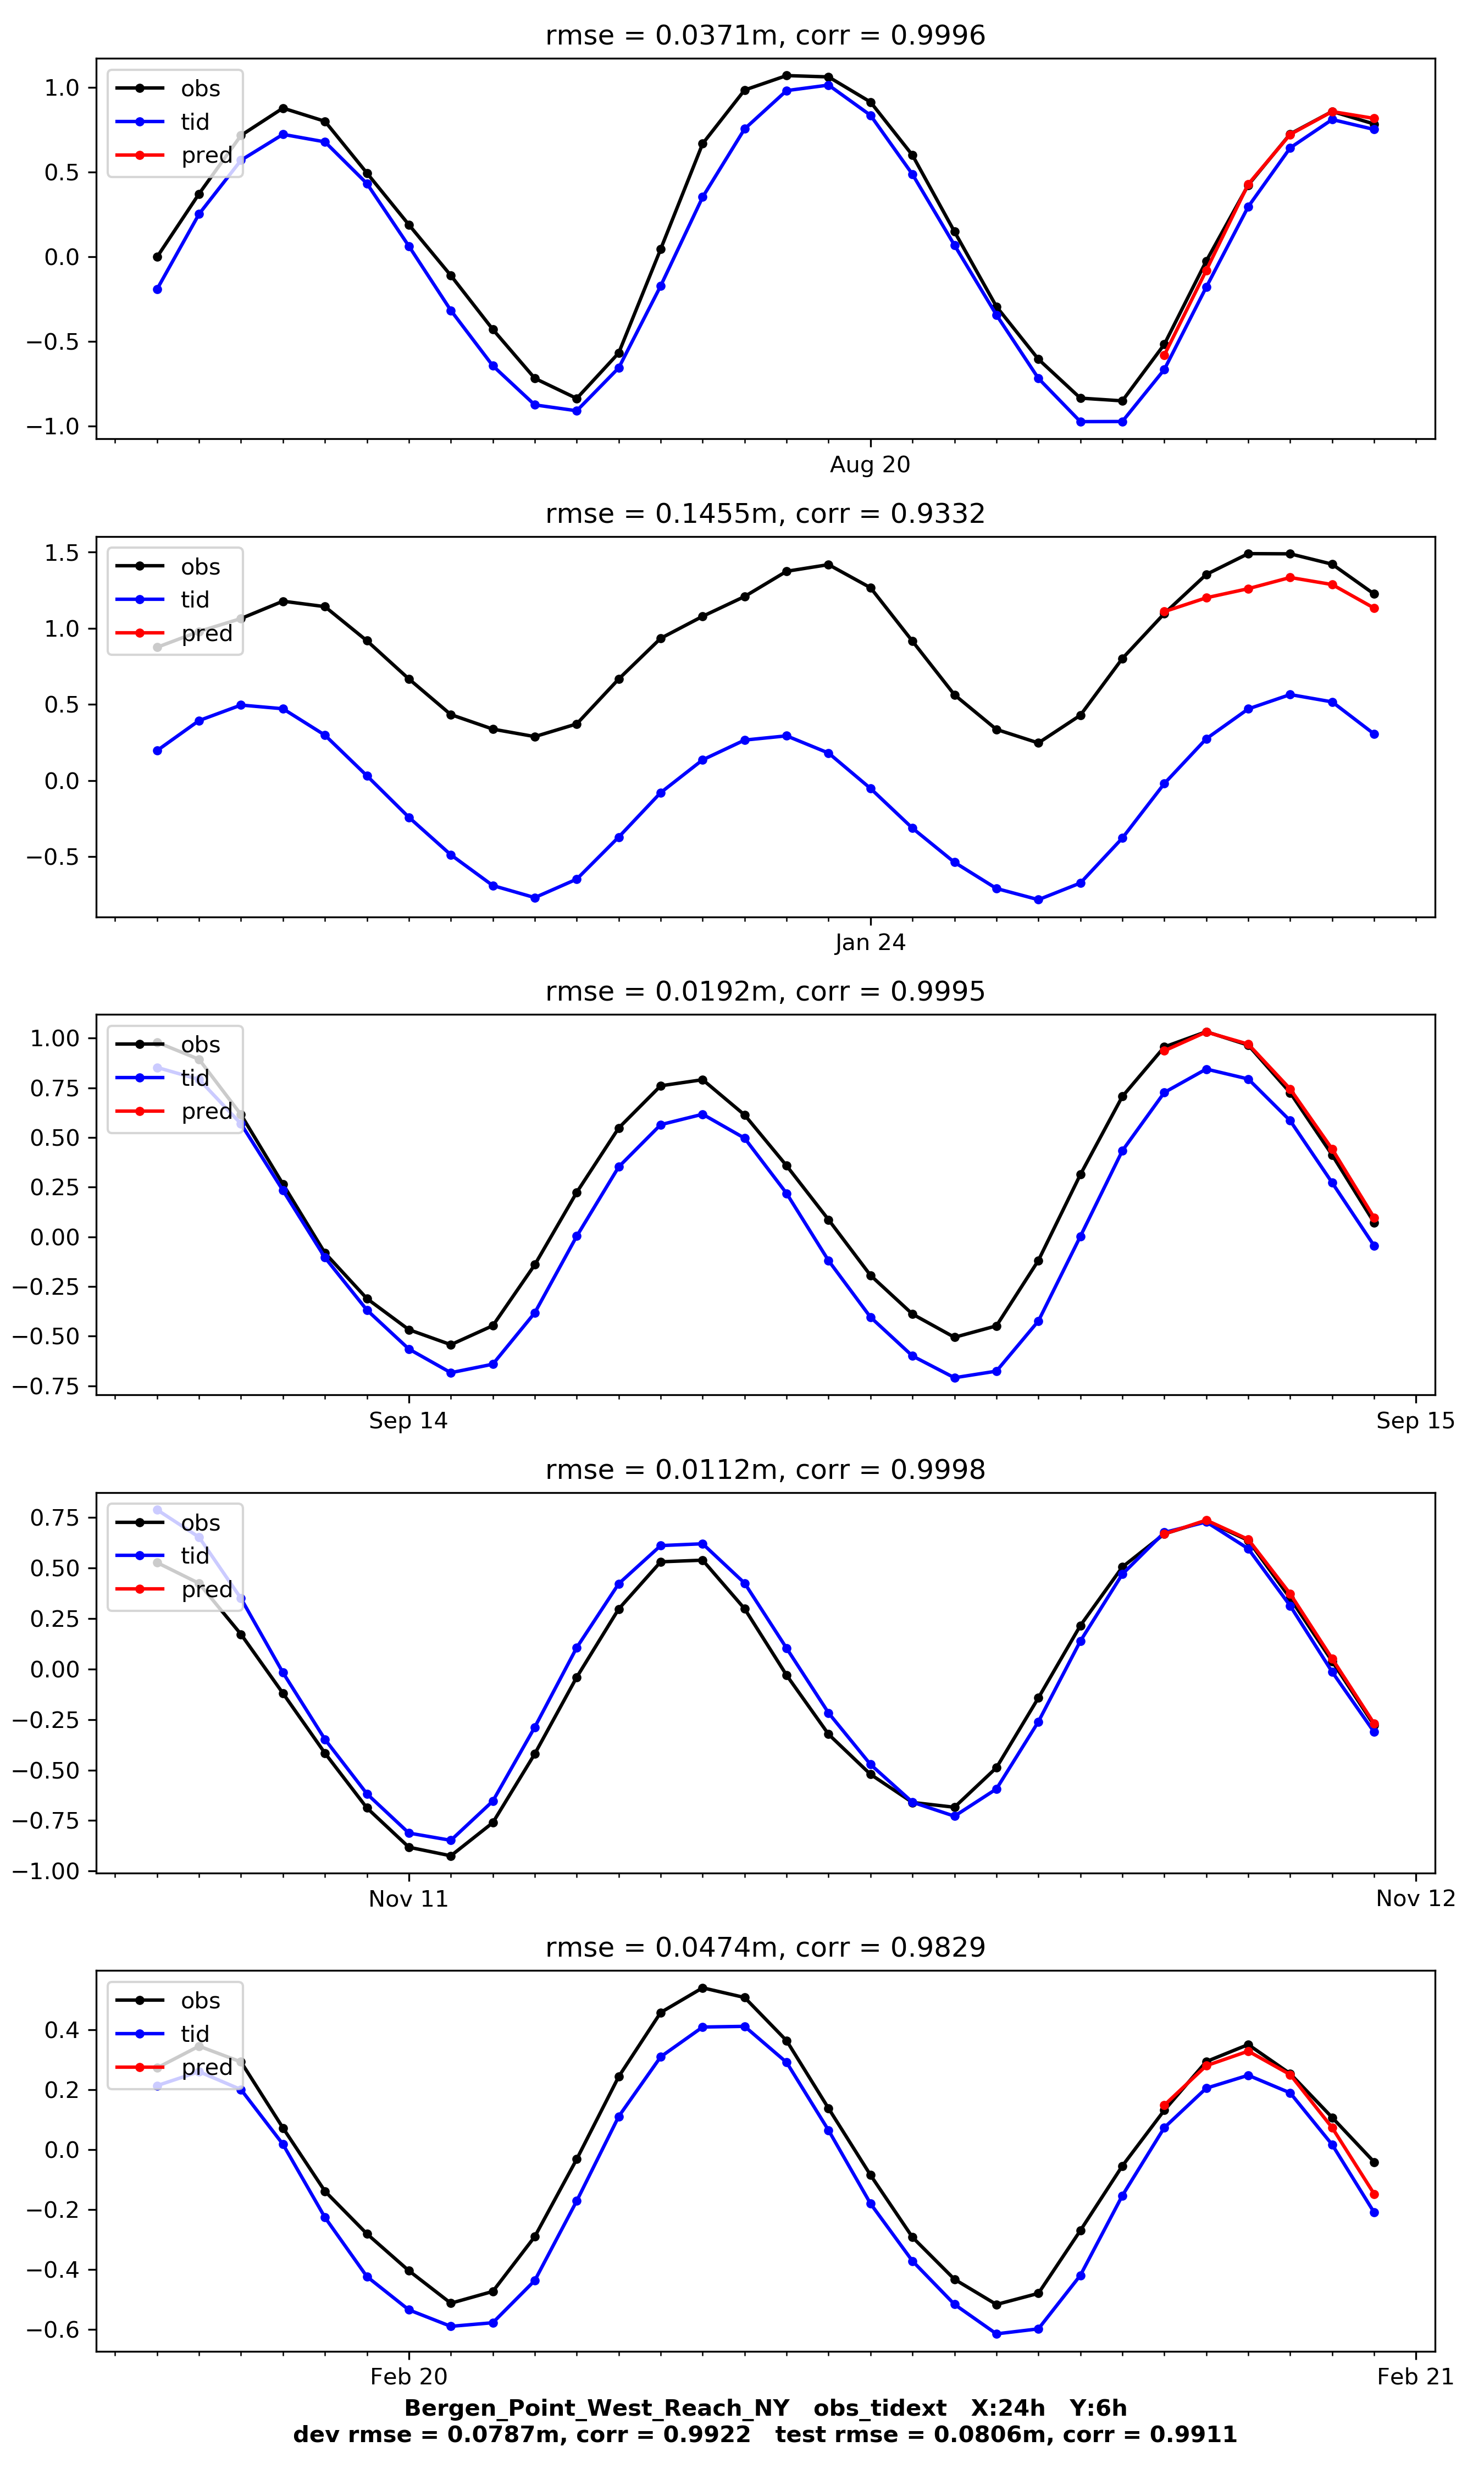 rmse = 0.0371m, corr = 0.9996
obs
tid
pred
1.0
0.5
0.0
−0.5
−1.0
Aug 20
rmse = 0.1455m, corr = 0.9332
obs
tid
pred
1.5
1.0
0.5
0.0
−0.5
Jan 24
rmse = 0.0192m, corr = 0.9995
obs
tid
pred
1.00
0.75
0.50
0.25
0.00
−0.25
−0.50
−0.75
Sep 14 Sep 15
rmse = 0.0112m, corr = 0.9998
obs
tid
pred
0.75
0.50
0.25
0.00
−0.25
−0.50
−0.75
−1.00
Nov 11 Nov 12
rmse = 0.0474m, corr = 0.9829
obs
tid
pred
0.4
0.2
0.0
−0.2
−0.4
−0.6
Feb 20 Feb 21
Bergen_Point_West_Reach_NY obs_tidext X:24h Y:6h
dev rmse = 0.0787m, corr = 0.9922 test rmse = 0.0806m, corr = 0.9911